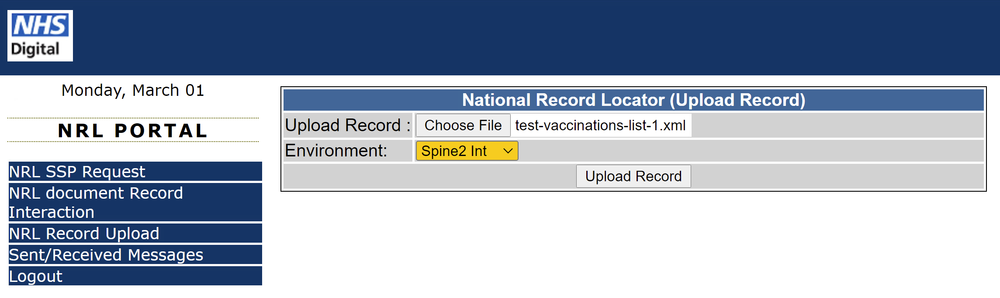 NHS
Digital
Monday, March 01
NRL PORTAL
NRL SSP Request
NRL document Record
Interaction
NRL Record Upload
Sent/Received Messages
Logout
National Record Locator (Upload Record)
Upload Record : Choose File test-vaccinations-list-1.xml
Environment: Spine2 Int
Upload Record